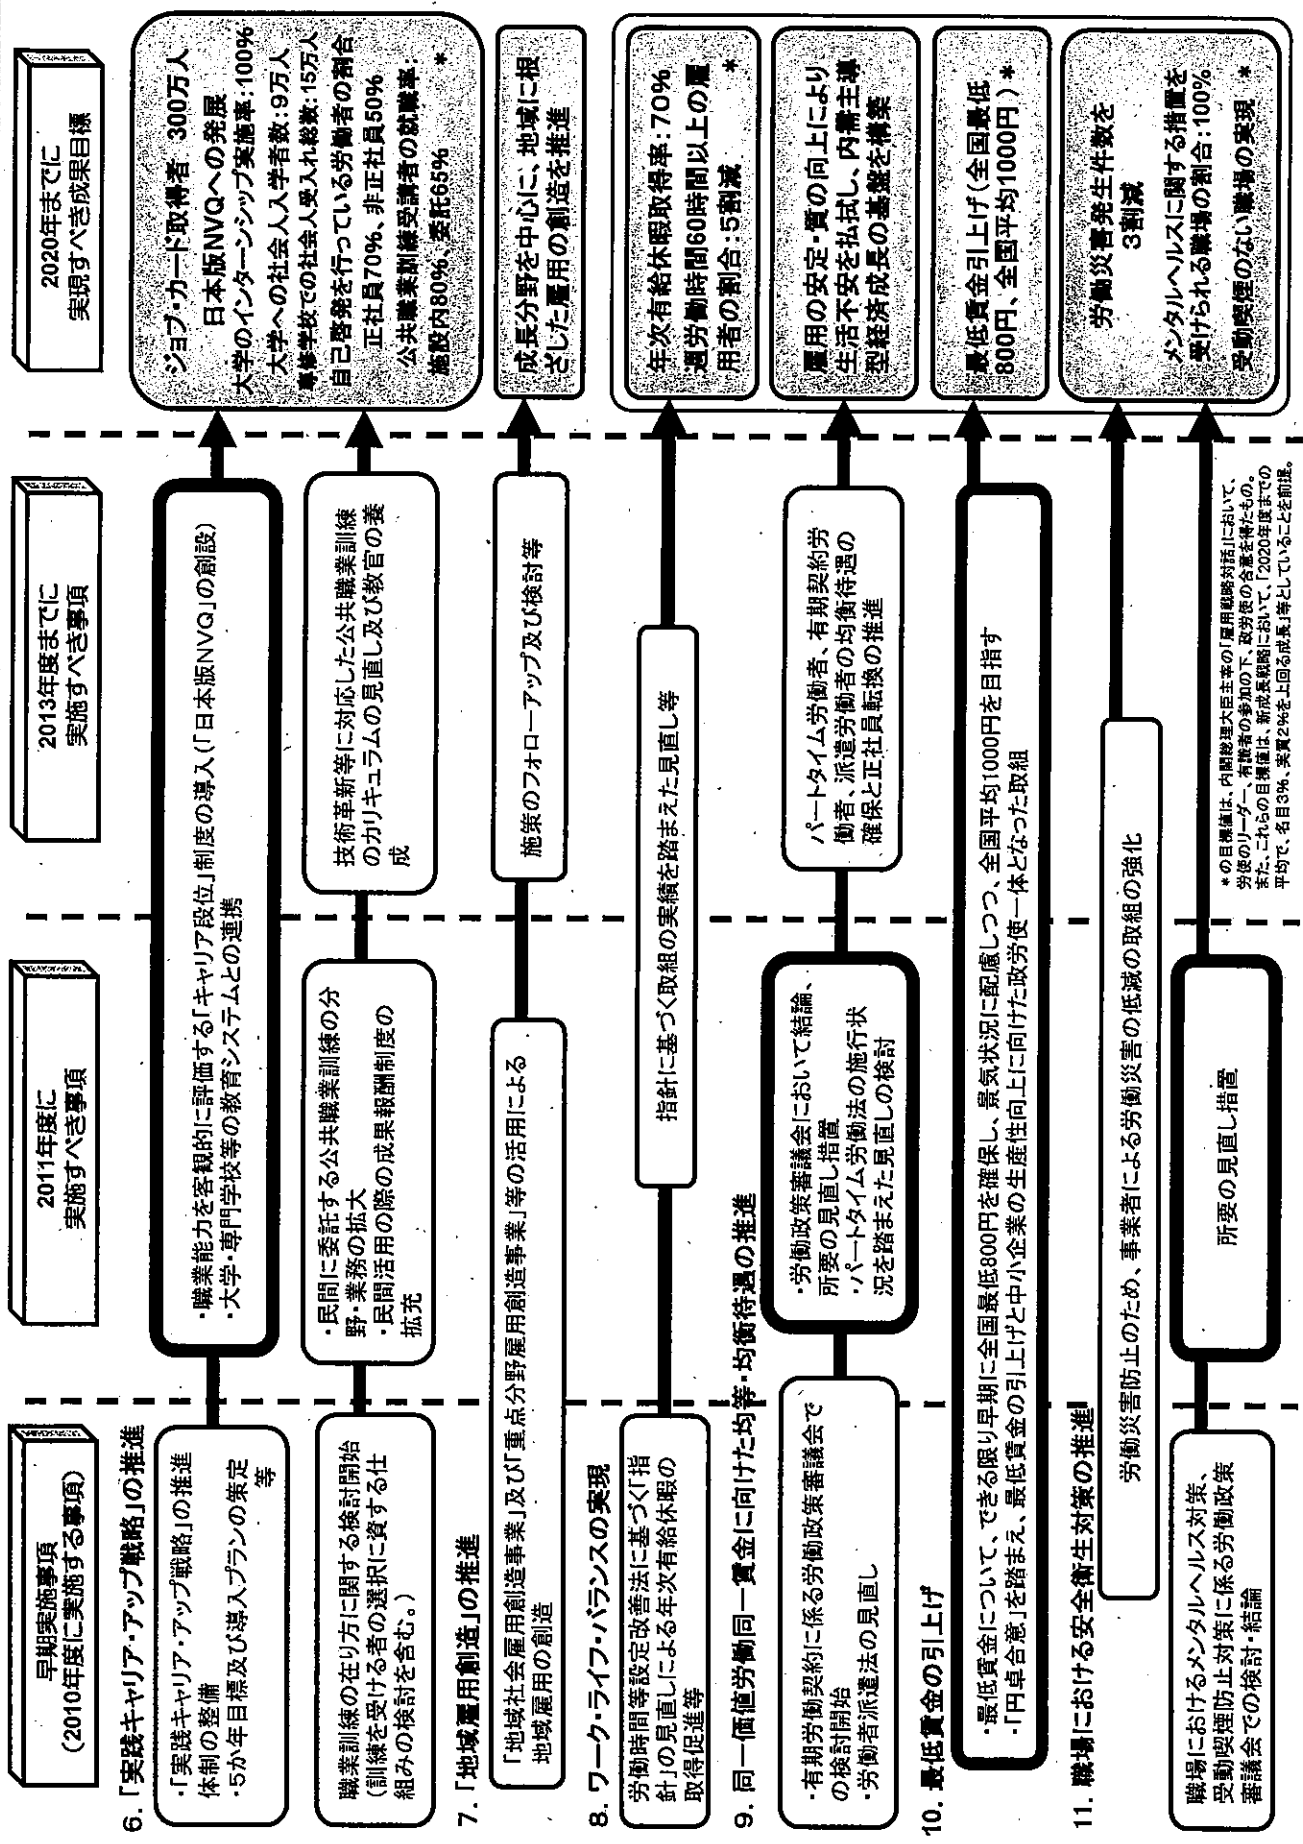 早期実施事項
(2010年度に実施する事項)
2011年度に
実施すべき事項
2013年度までに
実施すべき事項
2020年までに
実現すべき成果目標
6.「実践キャリア・アップ戦略」の推進
・「実践キャリア・アップ戦略」の推進
体制の整備
・5か年目標及び導入プランの策定
等
・職業能力を客観的に評価する「キャリア段位」制度の導入(「日本版NVQ」の創設)
・大学・専門学校等の教育システムとの連携
職業訓練の在り方に関する検討開始
(訓練を受ける者の選択に資する仕
組みの検討を含む。)
・民間に委託する公共職業訓練の分
野・業務の拡大
・民間活用の際の成果報酬制度の
拡充
技術革新等に対応した公共職業訓練
のカリキュラムの見直し及び教官の養
成
ジョブ・カード取得者 300万人
日本版NVQへの発展
大学のインターンシップ実施率:100%
大学への社会人入学者数:9万人
専修学校での社会人受入れ総数:15万人
自己啓発を行っている労働者の割合
正社員70%、非正社員50%
公共職業訓練受講者の就職率:
施設内80%、委託65% *
7.「地域雇用創造」の推進
「地域社会雇用創造事業」及び「重点分野雇用創造事業」等の活用による
地域雇用の創造
施策のフォローアップ及び検討等
成長分野を中心に、地域に根
ざした雇用の創造を推進
8. ワーク・ライフ・バランスの実現
労働時間等設定改善法に基づく「指
針」の見直しによる年次有給休暇の
取得促進等
指針に基づく取組の実績を踏まえた見直し等
年次有給休暇取得率:70%
週労働時間60時間以上の雇
用者の割合:5割減 *
9. 同一価値労働同一賃金に向けた均等・均衡待遇の推進
・有期労働契約に係る労働政策審議会で
の検討開始
・労働者派遣法の見直し
・労働政策審議会において結論、
所要の見直し措置
・パートタイム労働法の施行状
況を踏まえた見直しの検討
パートタイム労働者、有期契約労
働者、派遣労働者の均衡待遇の
確保と正社員転換の推進
雇用の安定・質の向上により
生活不安を払拭し、内需主導
型経済成長の基盤を構築
10. 最低賃金の引上げ
・最低賃金について、できる限り早期に全国最低800円を確保し、景気状況に配慮しつつ、全国平均1000円を目指す
・「円卓合意」を踏まえ、最低賃金の引上げと中小企業の生産性向上に向けた政労使一体となった取組
最低賃金引上げ(全国最低
800円、全国平均1000円) *
11. 職場における安全衛生対策の推進
労働災害防止のため、事業者による労働災害の低減の取組の強化
職場におけるメンタルヘルス対策、
受動喫煙防止対策に係る労働政策
審議会での検討・結論
所要の見直し措置
労働災害発生件数を
3割減
メンタルヘルスに関する措置を
受けられる職場の割合:100%
受動喫煙のない職場の実現 *
*の目標値は、内閣総理大臣主宰の「雇用戦略対話」において、
労使のリーダー、有識者の参加の下、政労使の合意を得たもの。
また、これらの目標値は、新成長戦略において、「2020年度までの
平均で、名目3%、実質2%を上回る成長」等としていることを前提。